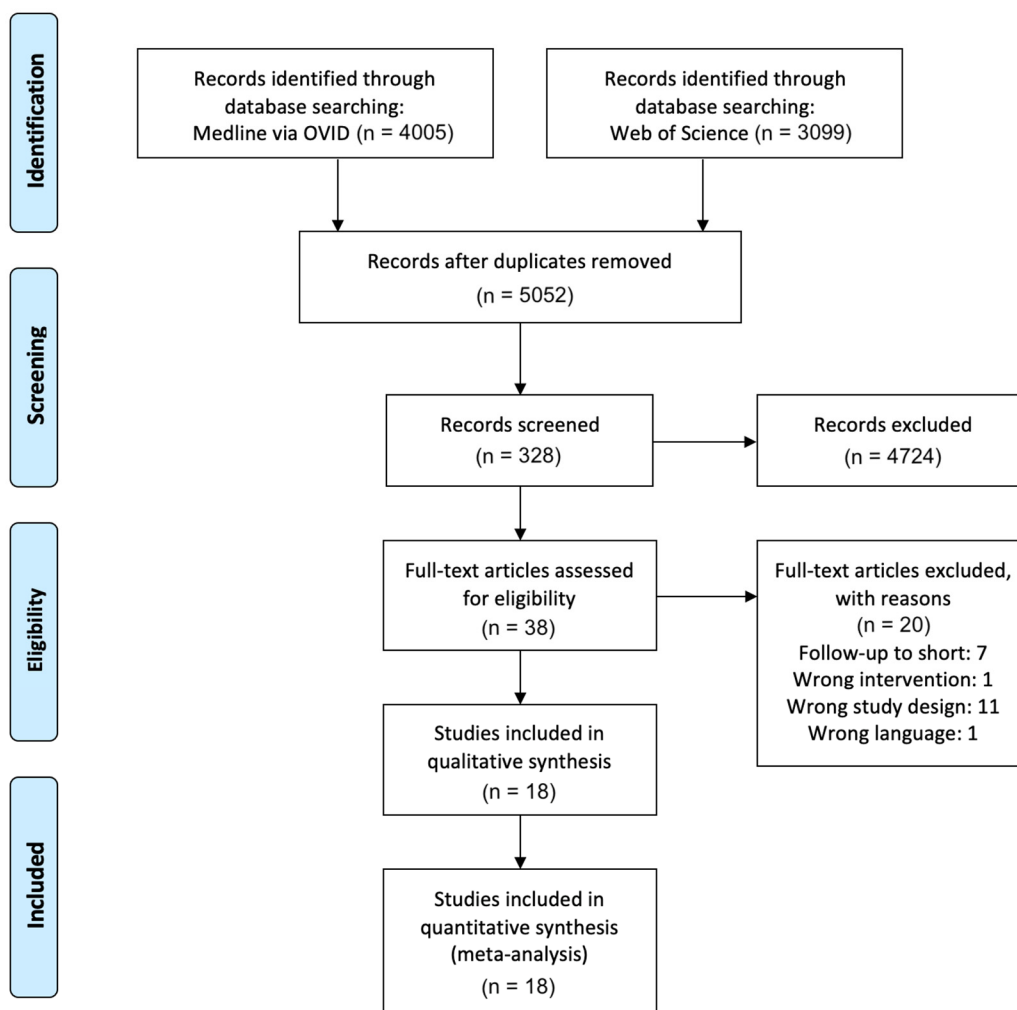 Identification
Records identified through
database searching:
Medline via OVID (n = 4005)
Records identified through
database searching:
Web of Science (n = 3099)
Records after duplicates removed
(n = 5052)
Screening
Records screened
(n = 328)
Records excluded
(n = 4724)
Eligibility
Full-text articles assessed
for eligibility
(n = 38)
Full-text articles excluded,
with reasons
(n = 20)
Follow-up to short: 7
Wrong intervention: 1
Wrong study design: 11
Wrong language: 1
Studies included in
qualitative synthesis
(n = 18)
Included
Studies included in
quantitative synthesis
(meta-analysis)
(n = 18)